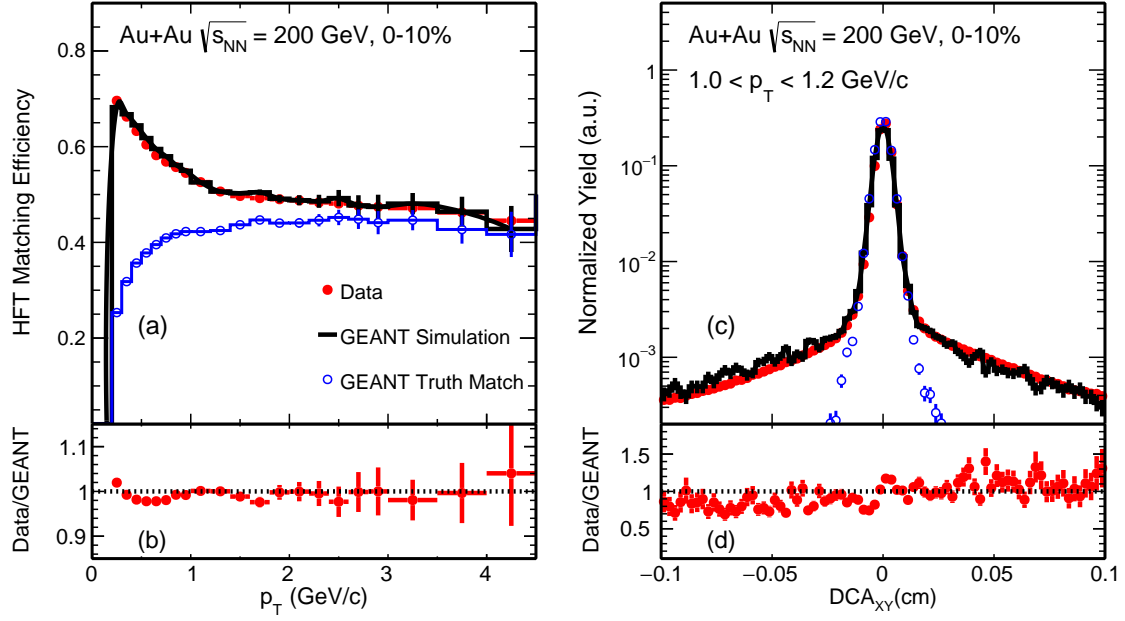 Au+Au √s_NN = 200 GeV, 0-10%
0.8
0.6
0.4
0.2
HFT Matching Efficiency
Data
(a)
GEANT Simulation
GEANT Truth Match
1.1
1
0.9
Data/GEANT
(b)
0 1 2 3 4
p_T (GeV/c)
Au+Au √s_NN = 200 GeV, 0-10%
1.0 < p_T < 1.2 GeV/c
1
10⁻¹
10⁻²
10⁻³
Normalized Yield (a.u.)
(c)
1.5
1
0.5
Data/GEANT
(d)
−0.1 −0.05 0 0.05 0.1
DCA_XY(cm)